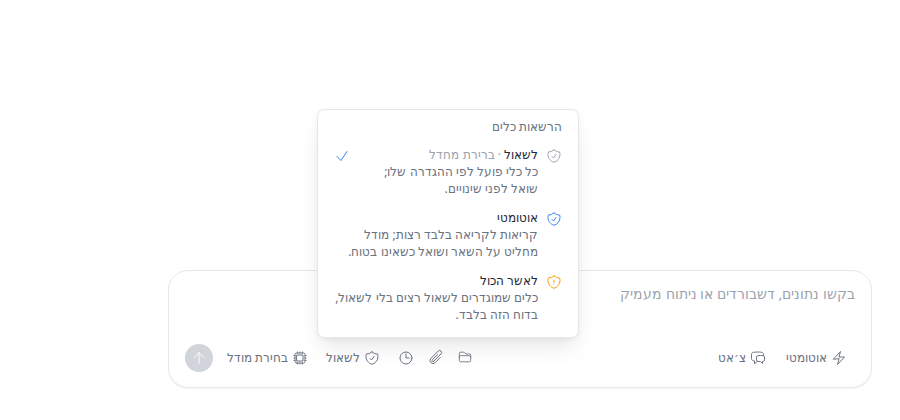 הרשאות כלים
לשאול · ברירת מחדל
כל כלי פועל לפי ההגדרה שלו;
שואל לפני שינויים.
אוטומטי
קריאות לקריאה בלבד רצות; מודל
מחליט על השאר ושואל כשאינו בטוח.
לאשר הכול
כלים שמוגדרים לשאול רצים בלי לשאול,
בדוח הזה בלבד.
בקשו נתונים, דשבורדים או ניתוח מעמיק
אוטומטי
צ׳אט
לשאול
בחירת מודל